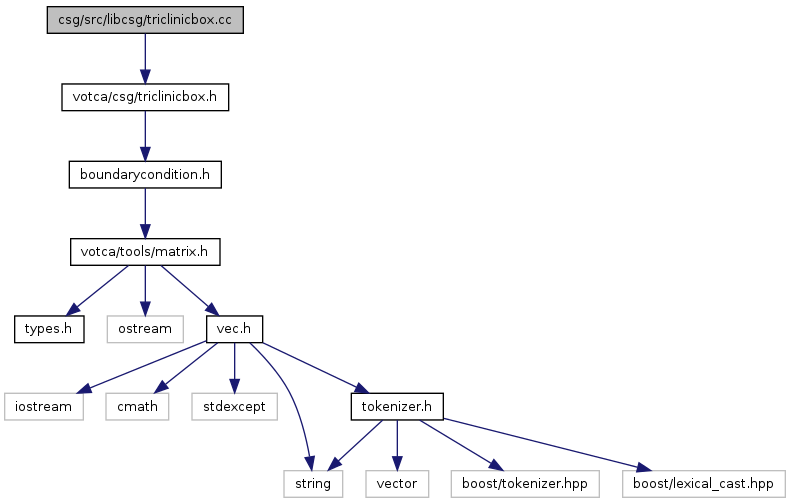 csg/src/libcsg/triclinicbox.cc
votca/csg/triclinicbox.h
boundarycondition.h
votca/tools/matrix.h
types.h
ostream
vec.h
iostream
cmath
stdexcept
tokenizer.h
string
vector
boost/tokenizer.hpp
boost/lexical_cast.hpp